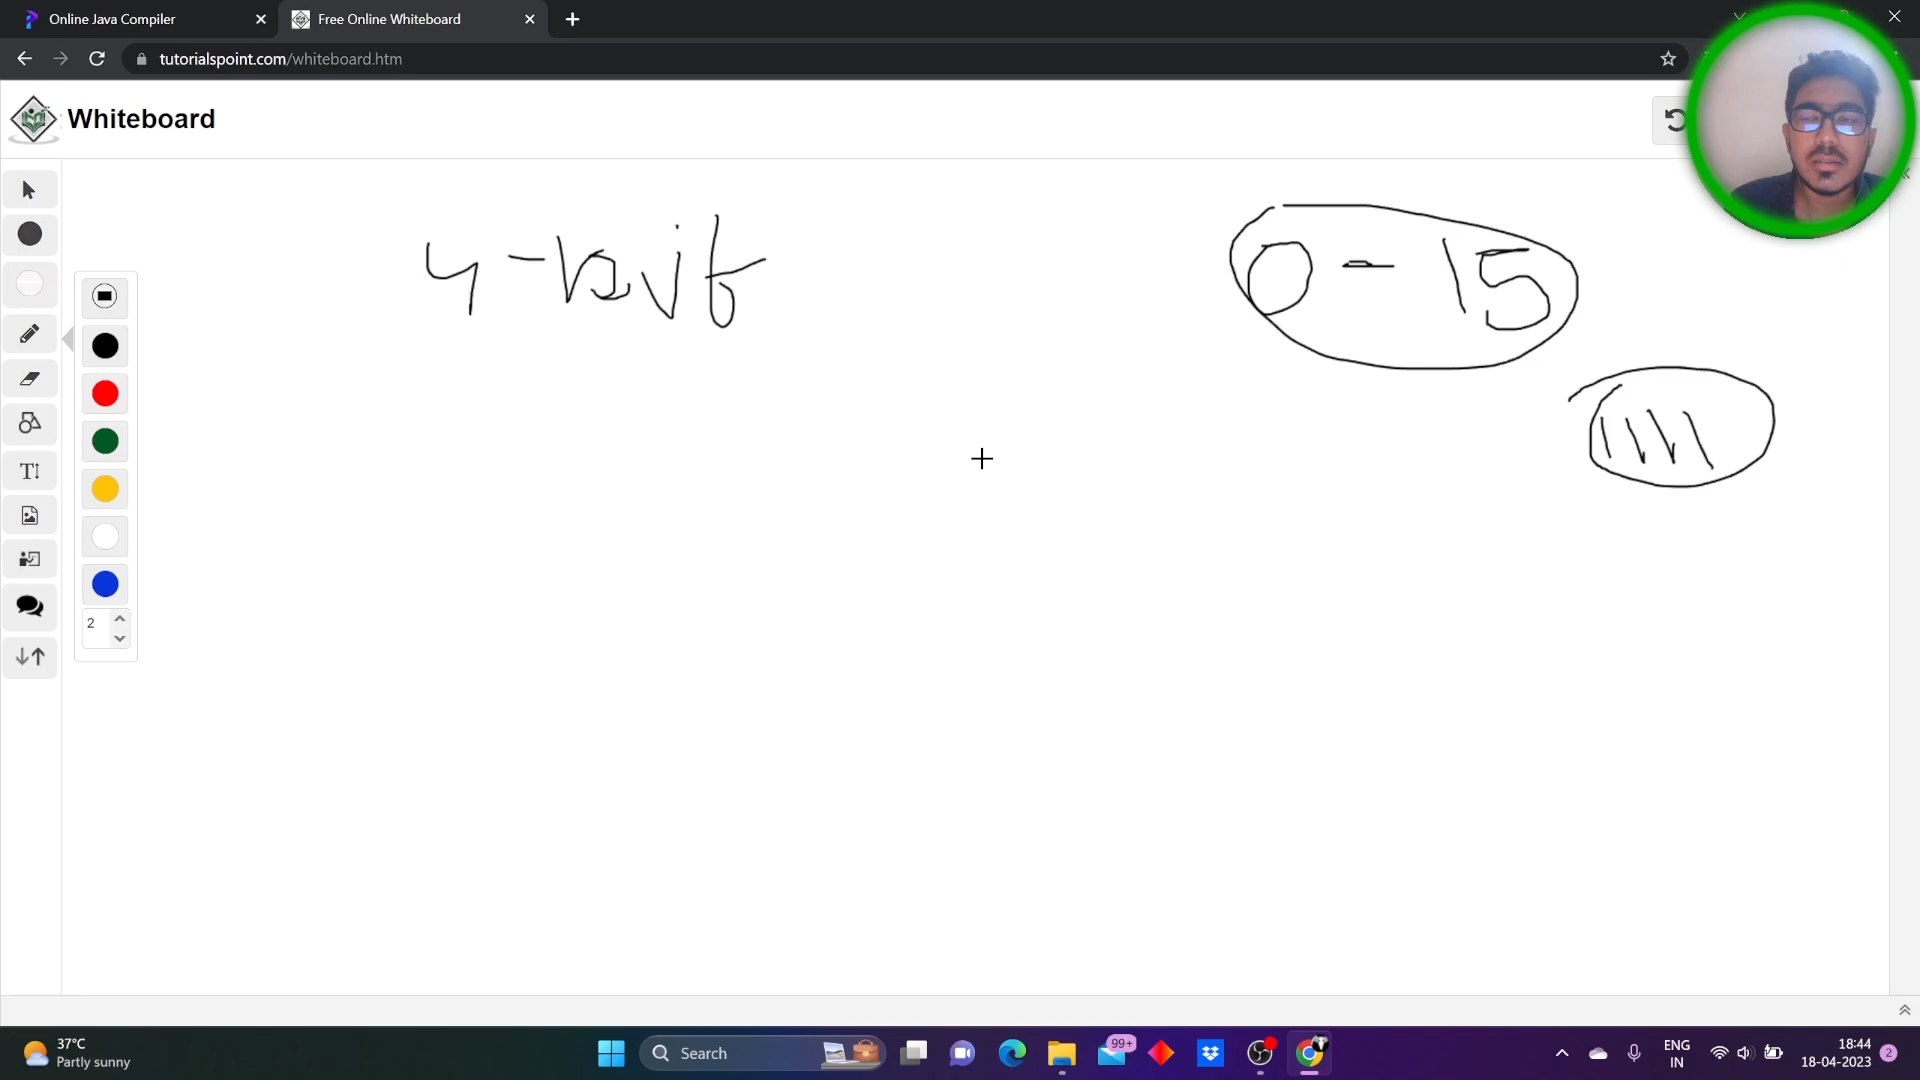 Online Java Compiler
Free Online Whiteboard
tutorialspoint.com/whiteboard.htm
Whiteboard
4-bit 0-15
1111
2
37°C
Partly sunny
Search
99+
ENG
IN
18:44
18-04-2023
2